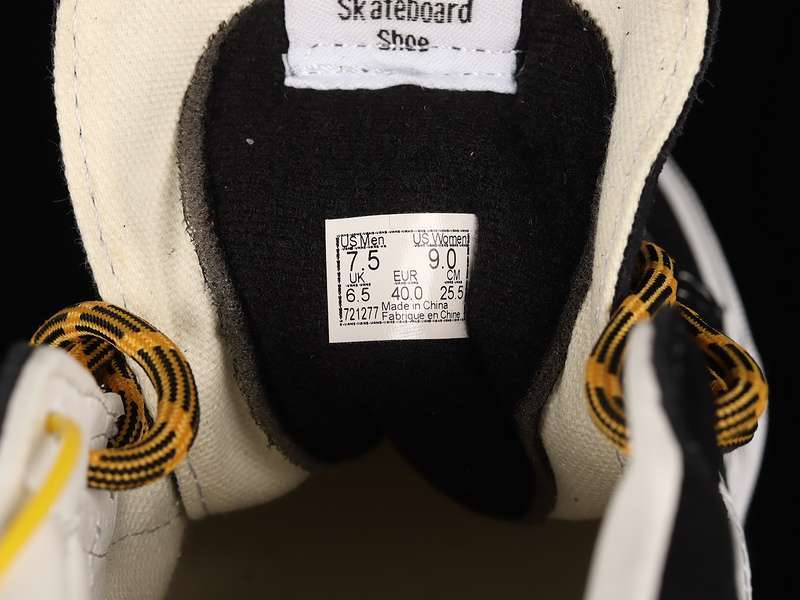 Skateboard
Shoe
US Men US Women
7.5 9.0
UK EUR CM
6.5 40.0 25.5
721277 Made in China
Fabrique en Chine